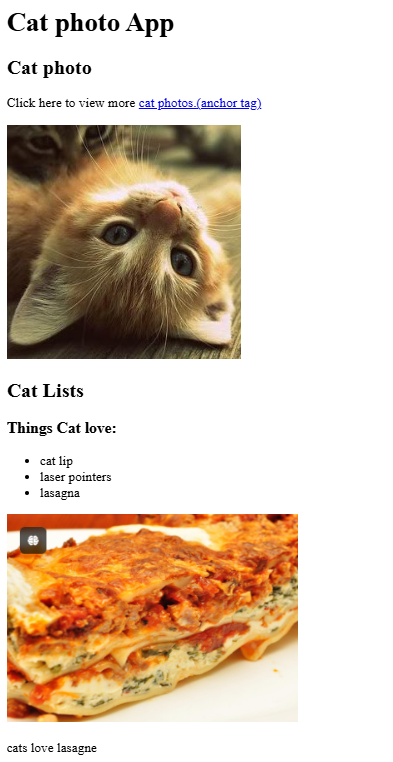 Cat photo App
Cat photo
Click here to view more cat photos.(anchor tag)
Cat Lists
Things Cat love:
cat lip
laser pointers
lasagna
cats love lasagne